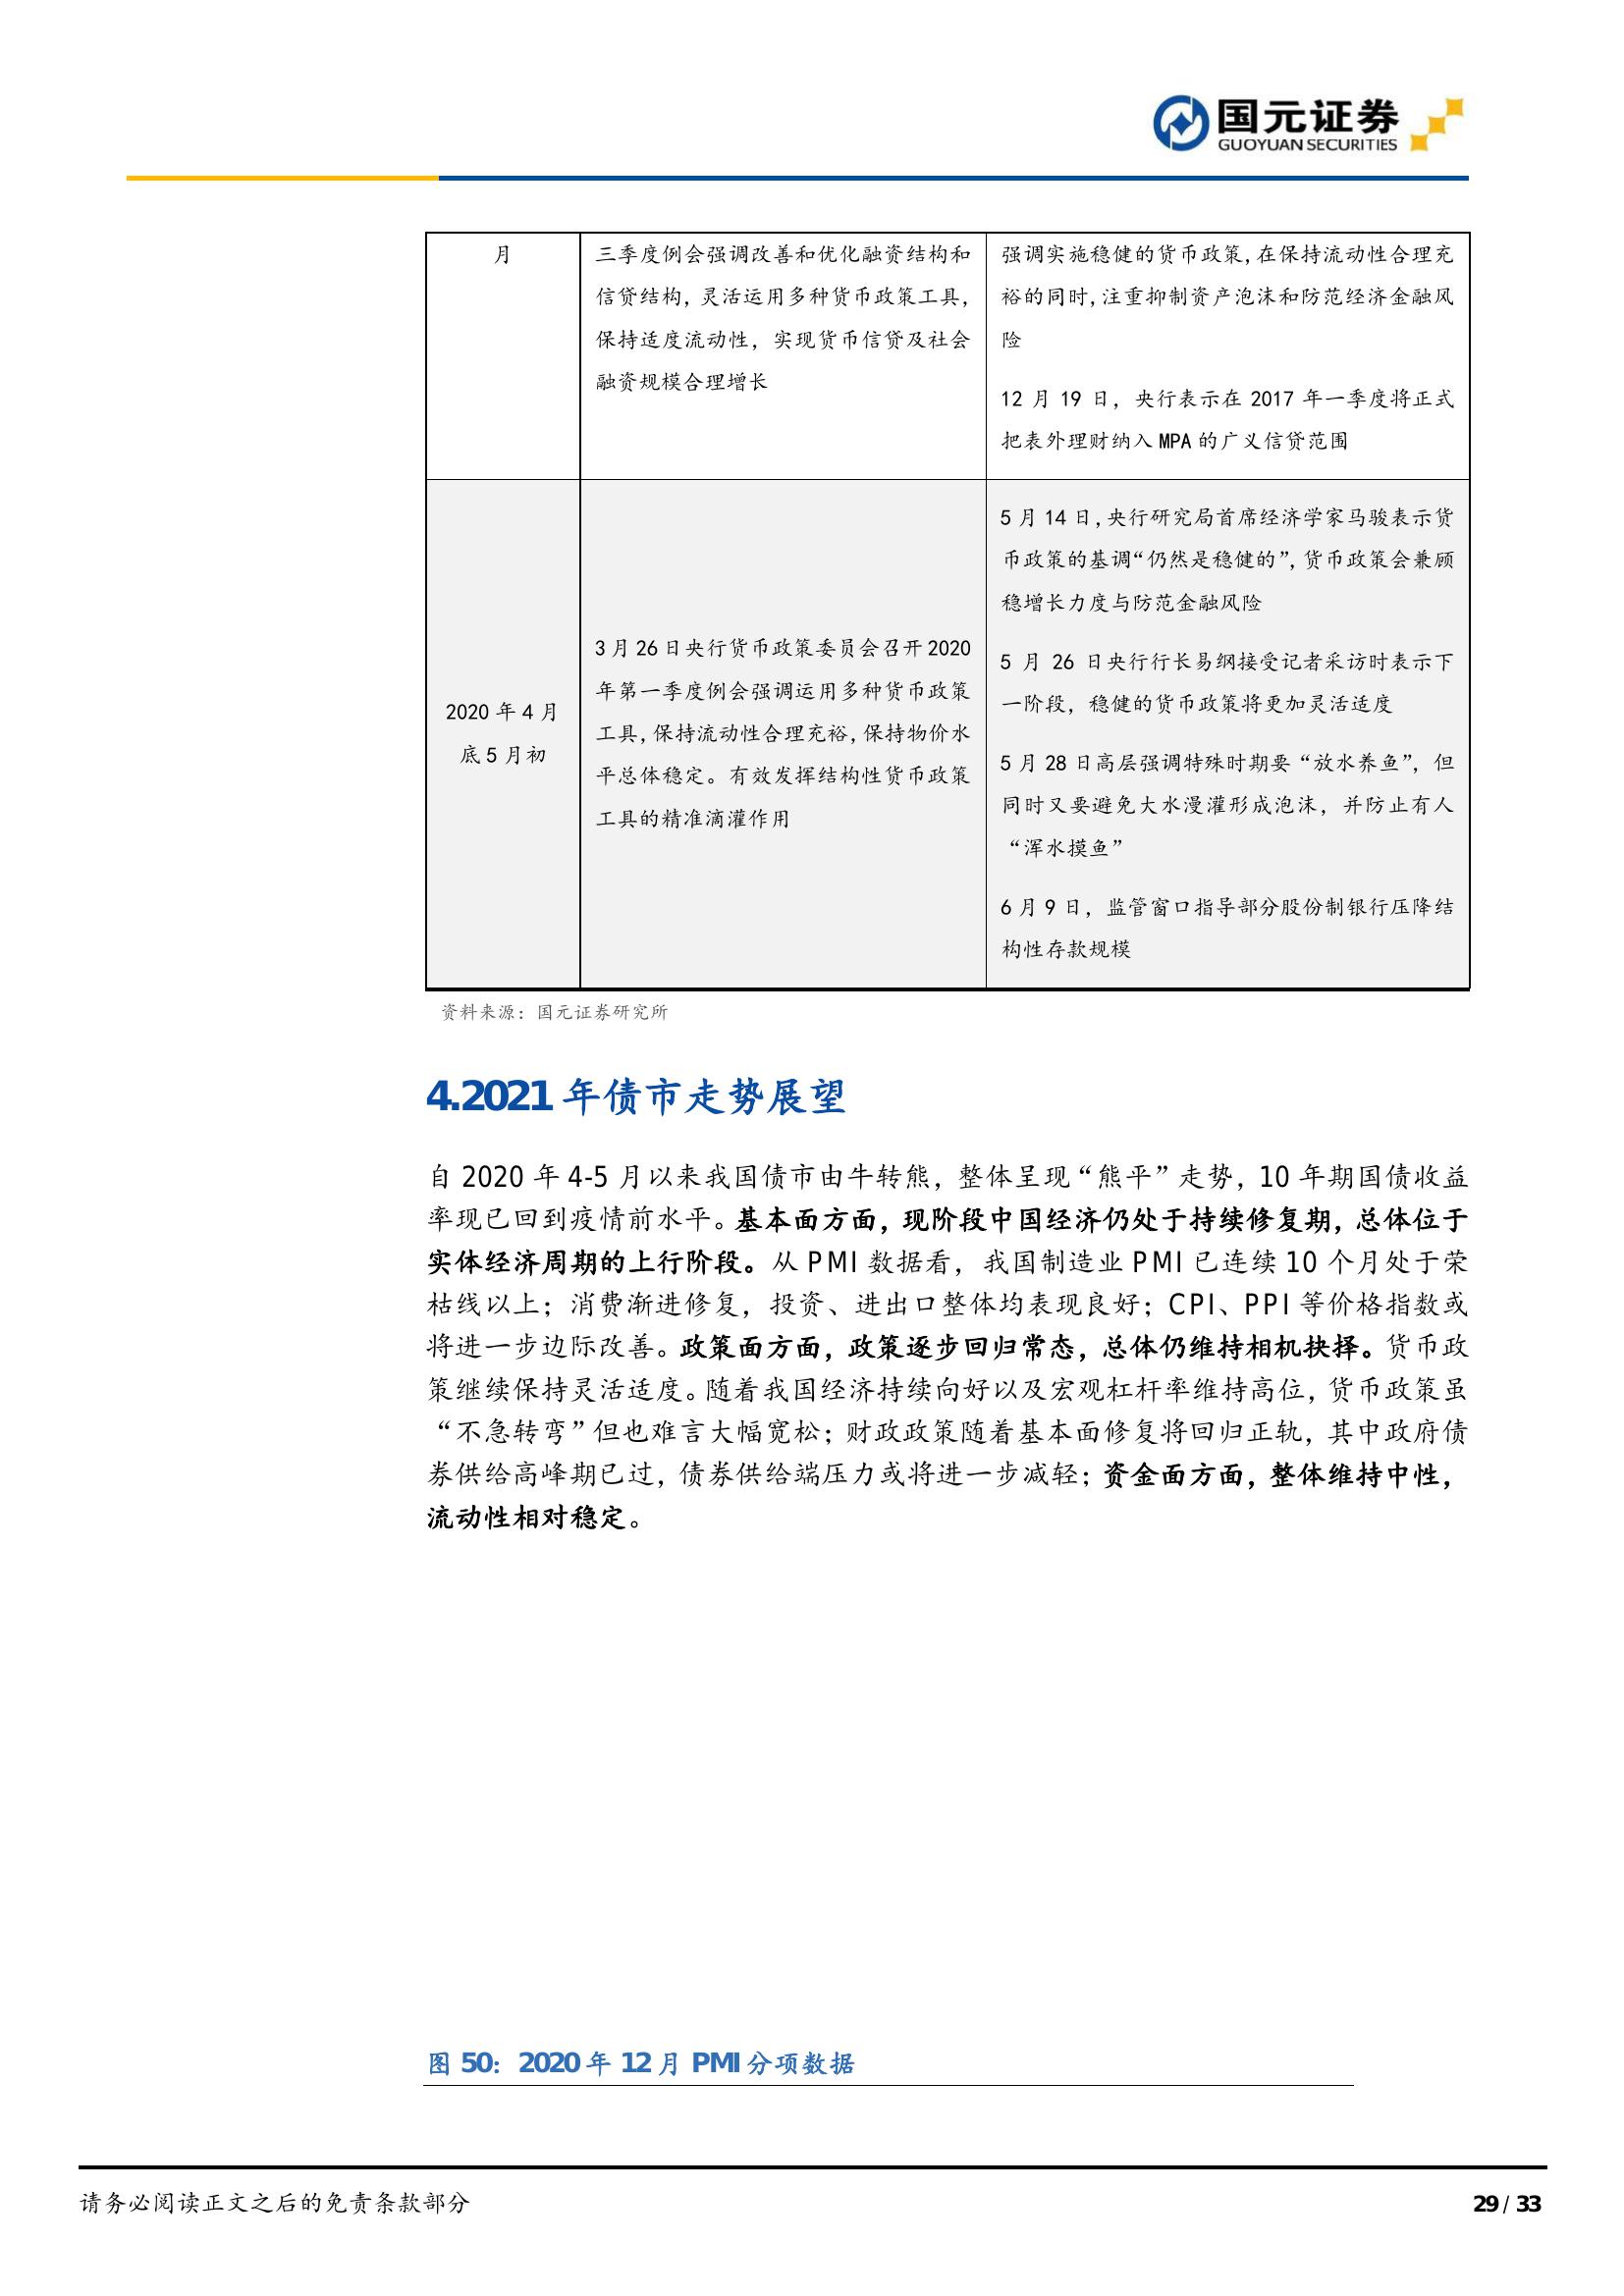 国元证券
GUOYUAN SECURITIES
月
三季度例会强调改善和优化融资结构和
信贷结构，灵活运用多种货币政策工具，
保持适度流动性，实现货币信贷及社会
融资规模合理增长
强调实施稳健的货币政策，在保持流动性合理充
裕的同时，注重抑制资产泡沫和防范经济金融风
险
12 月 19 日，央行表示在 2017 年一季度将正式
把表外理财纳入 MPA 的广义信贷范围
2020 年 4 月
底 5 月初
3 月 26 日央行货币政策委员会召开 2020
年第一季度例会强调运用多种货币政策
工具，保持流动性合理充裕，保持物价水
平总体稳定。有效发挥结构性货币政策
工具的精准滴灌作用
5 月 14 日，央行研究局首席经济学家马骏表示货
币政策的基调“仍然是稳健的”，货币政策会兼顾
稳增长力度与防范金融风险
5 月 26 日央行行长易纲接受记者采访时表示下
一阶段，稳健的货币政策将更加灵活适度
5 月 28 日高层强调特殊时期要“放水养鱼”，但
同时又要避免大水漫灌形成泡沫，并防止有人
“浑水摸鱼”
6 月 9 日，监管窗口指导部分股份制银行压降结
构性存款规模
资料来源：国元证券研究所
4.2021 年债市走势展望
自 2020 年 4-5 月以来我国债市由牛转熊，整体呈现“熊平”走势，10 年期国债收益
率现已回到疫情前水平。基本面方面，现阶段中国经济仍处于持续修复期，总体位于
实体经济周期的上行阶段。从 PMI 数据看，我国制造业 PMI 已连续 10 个月处于荣
枯线以上；消费渐进修复，投资、进出口整体均表现良好；CPI、PPI 等价格指数或
将进一步边际改善。政策面方面，政策逐步回归常态，总体仍维持相机抉择。货币政
策继续保持灵活适度。随着我国经济持续向好以及宏观杠杆率维持高位，货币政策虽
“不急转弯”但也难言大幅宽松；财政政策随着基本面修复将回归正轨，其中政府债
券供给高峰期已过，债券供给端压力或将进一步减轻；资金面方面，整体维持中性，
流动性相对稳定。
图 50：2020 年 12 月 PMI 分项数据
请务必阅读正文之后的免责条款部分
29 / 33